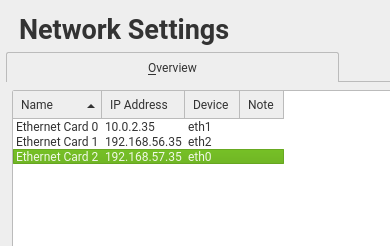 Network Settings
Overview
Name IP Address Device Note
Ethernet Card 0 10.0.2.35 eth1
Ethernet Card 1 192.168.56.35 eth2
Ethernet Card 2 192.168.57.35 eth0